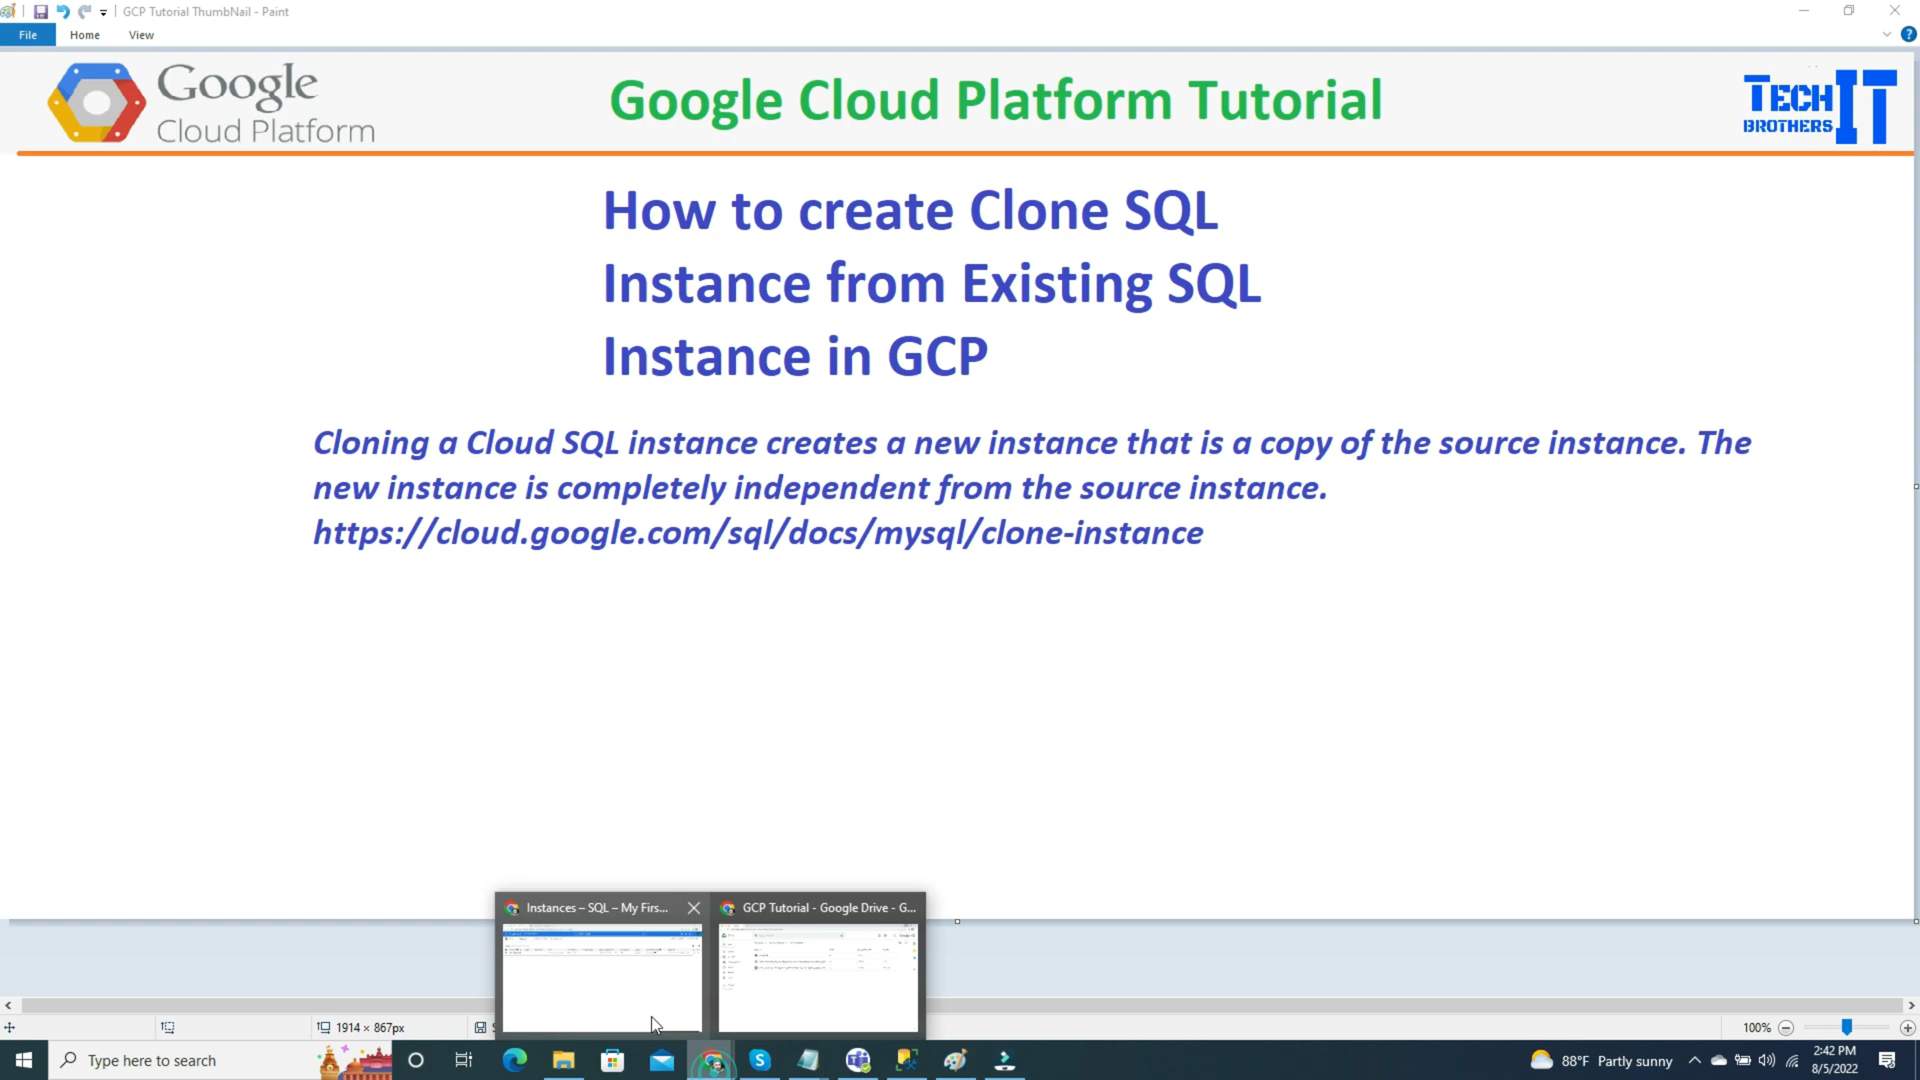 GCP Tutorial ThumbNail - Paint
File Home View
Google
Cloud Platform
Google Cloud Platform Tutorial
TECH IT
BROTHERS
How to create Clone SQL
Instance from Existing SQL
Instance in GCP
Cloning a Cloud SQL instance creates a new instance that is a copy of the source instance. The
new instance is completely independent from the source instance.
https://cloud.google.com/sql/docs/mysql/clone-instance
Instances – SQL – My Firs...
GCP Tutorial - Google Drive - G...
1914 × 867px
100%
Type here to search
88°F Partly sunny
2:42 PM
8/5/2022